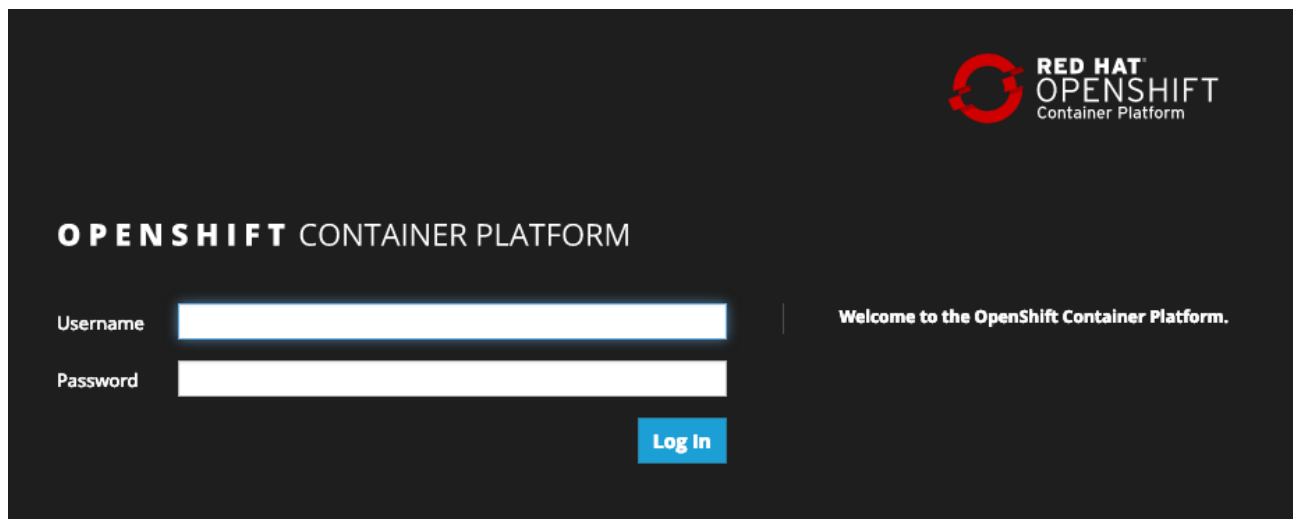 RED HAT
OPENSHIFT
Container Platform
OPENSHIFT CONTAINER PLATFORM
Username
Welcome to the OpenShift Container Platform.
Password
Log In